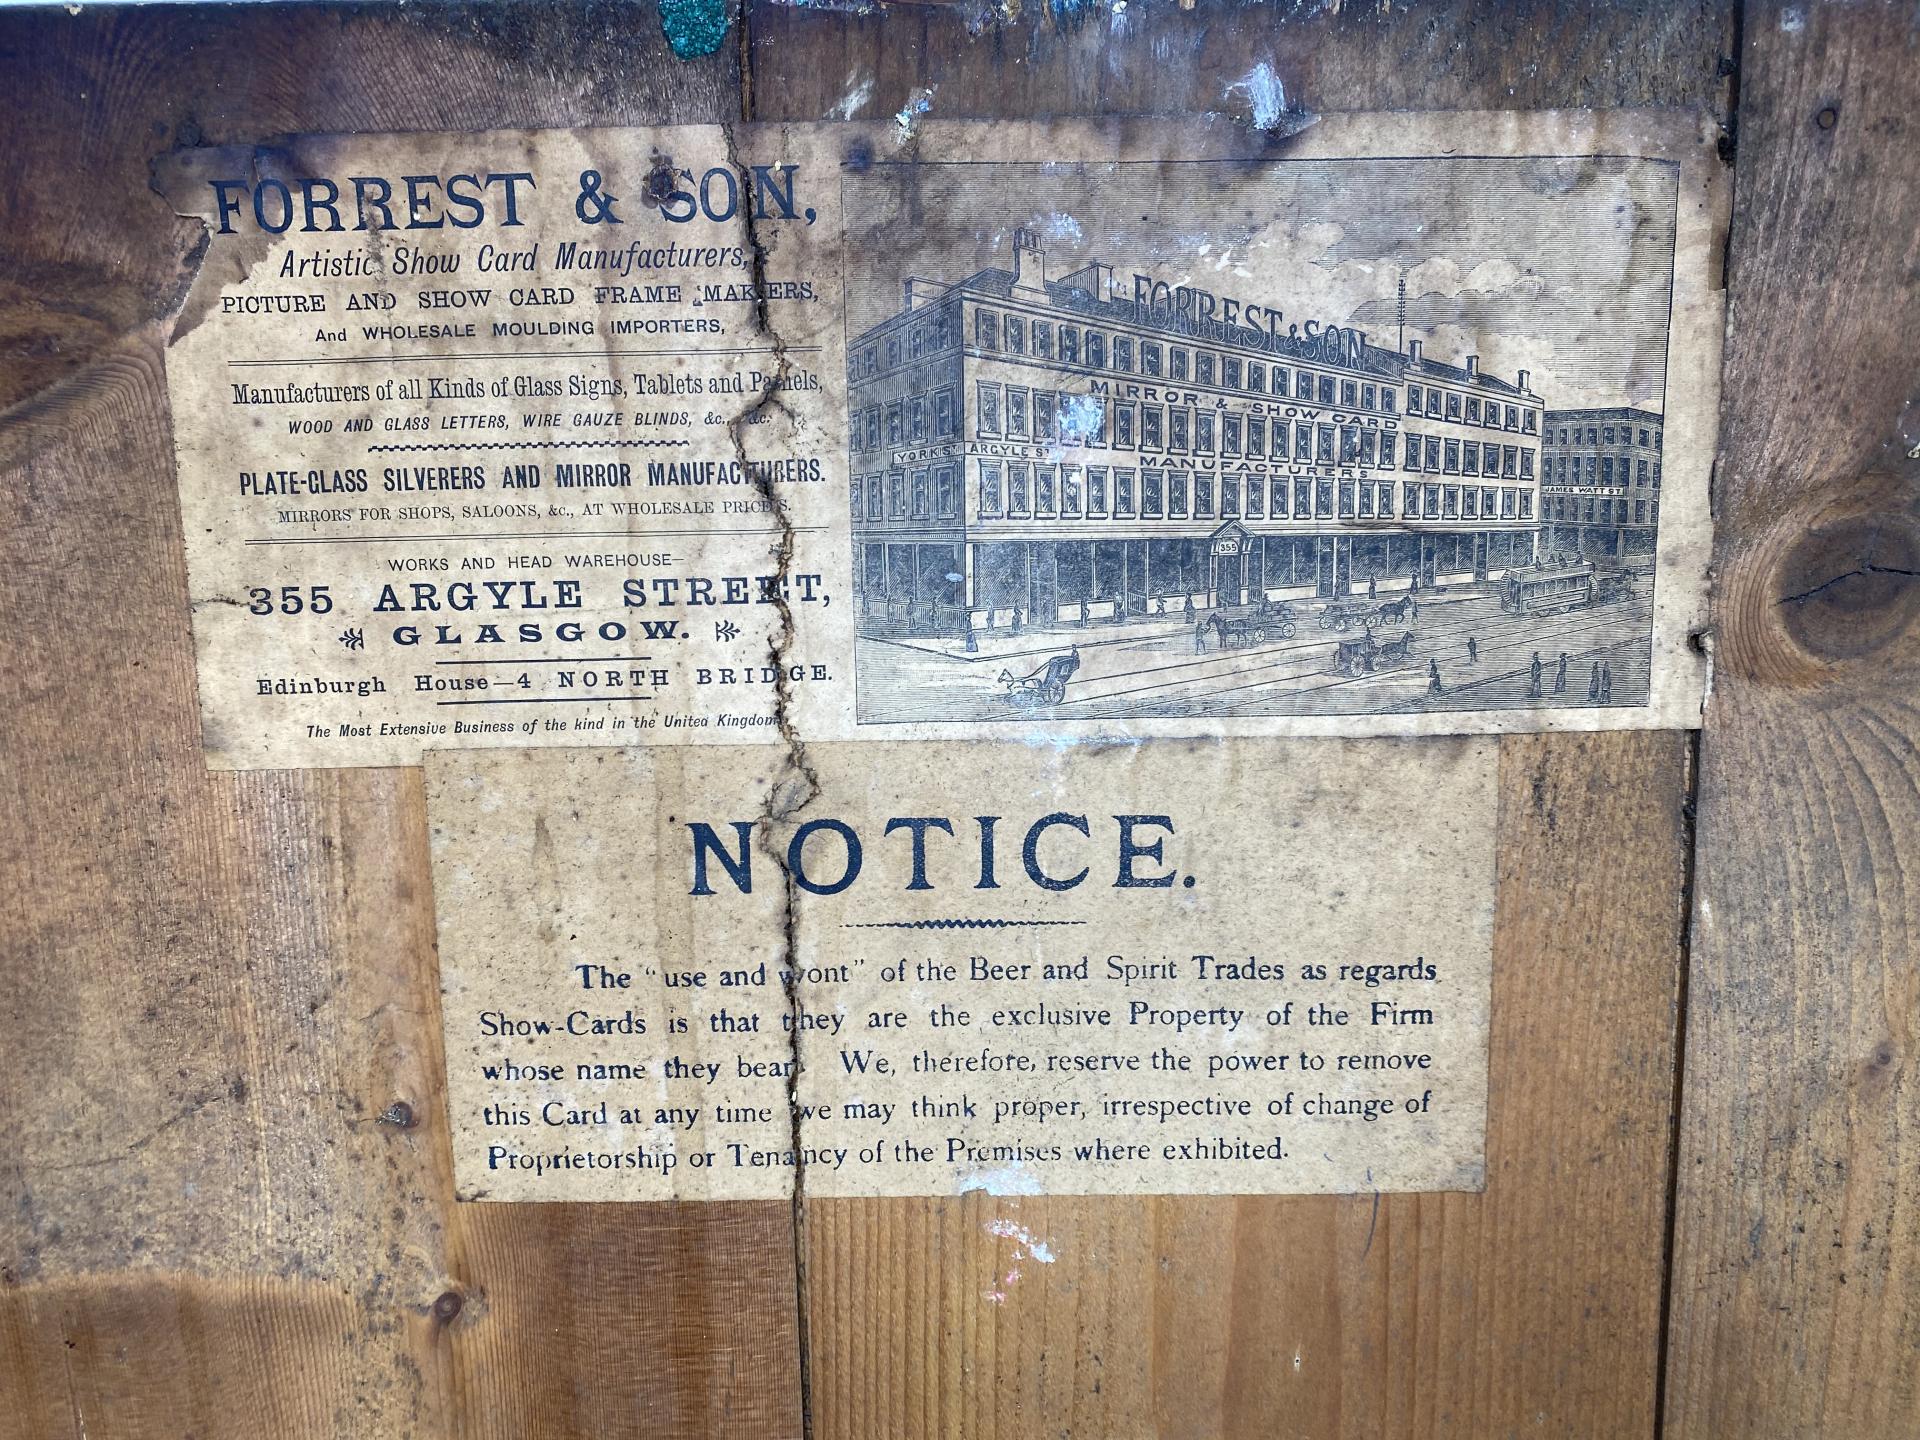 FORREST & SON,
Artistic Show Card Manufacturers,
PICTURE AND SHOW CARD FRAME MAKERS,
And WHOLESALE MOULDING IMPORTERS,
Manufacturers of all Kinds of Glass Signs, Tablets and Panels,
WOOD AND GLASS LETTERS, WIRE GAUZE BLINDS, &c., &c.
PLATE-GLASS SILVERERS AND MIRROR MANUFACTURERS.
MIRRORS FOR SHOPS, SALOONS, &c., AT WHOLESALE PRICES.
WORKS AND HEAD WAREHOUSE—
355 ARGYLE STREET,
GLASGOW.
Edinburgh House—4 NORTH BRIDGE.
The Most Extensive Business of the kind in the United Kingdom
FORREST & SON
MIRROR & SHOW CARD
MANUFACTURERS
YORK ST
ARGYLE ST
JAMES WATT ST
355
NOTICE.
The "use and wont" of the Beer and Spirit Trades as regards
Show-Cards is that they are the exclusive Property of the Firm
whose name they bear. We, therefore, reserve the power to remove
this Card at any time we may think proper, irrespective of change of
Proprietorship or Tenancy of the Premises where exhibited.